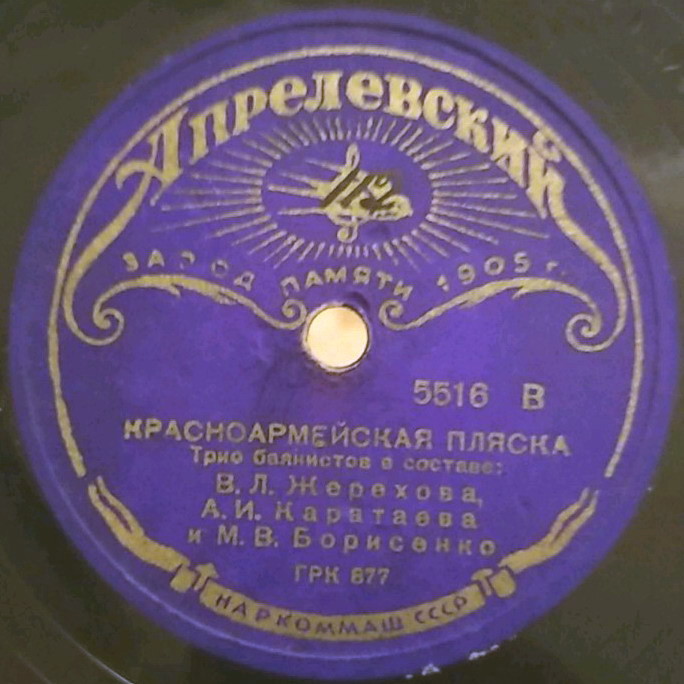 Апрелевский
ЗАВОД ПАМЯТИ 1905 г.
5516 В
КРАСНОАРМЕЙСКАЯ ПЛЯСКА
Трио баянистов в составе:
В. Л. Жерехова,
А. И. Каратаева
и М. В. Борисенко
ГРК 877
НАРКОММАШ СССР